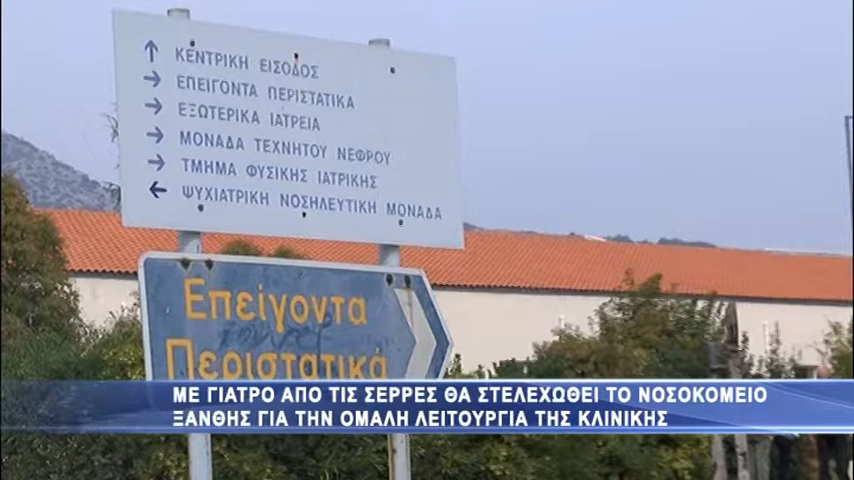 ΚΕΝΤΡΙΚΗ ΕΙΣΟΔΟΣ
ΕΠΕΙΓΟΝΤΑ ΠΕΡΙΣΤΑΤΙΚΑ
ΕΞΩΤΕΡΙΚΑ ΙΑΤΡΕΙΑ
ΜΟΝΑΔΑ ΤΕΧΝΗΤΟΥ ΝΕΦΡΟΥ
ΤΜΗΜΑ ΦΥΣΙΚΗΣ ΙΑΤΡΙΚΗΣ
ΨΥΧΙΑΤΡΙΚΗ ΝΟΣΗΛΕΥΤΙΚΗ ΜΟΝΑΔΑ
Επείγοντα
Περιστατικά
ΜΕ ΓΙΑΤΡΟ ΑΠΟ ΤΙΣ ΣΕΡΡΕΣ ΘΑ ΣΤΕΛΕΧΩΘΕΙ ΤΟ ΝΟΣΟΚΟΜΕΙΟ
ΞΑΝΘΗΣ ΓΙΑ ΤΗΝ ΟΜΑΛΗ ΛΕΙΤΟΥΡΓΙΑ ΤΗΣ ΚΛΙΝΙΚΗΣ